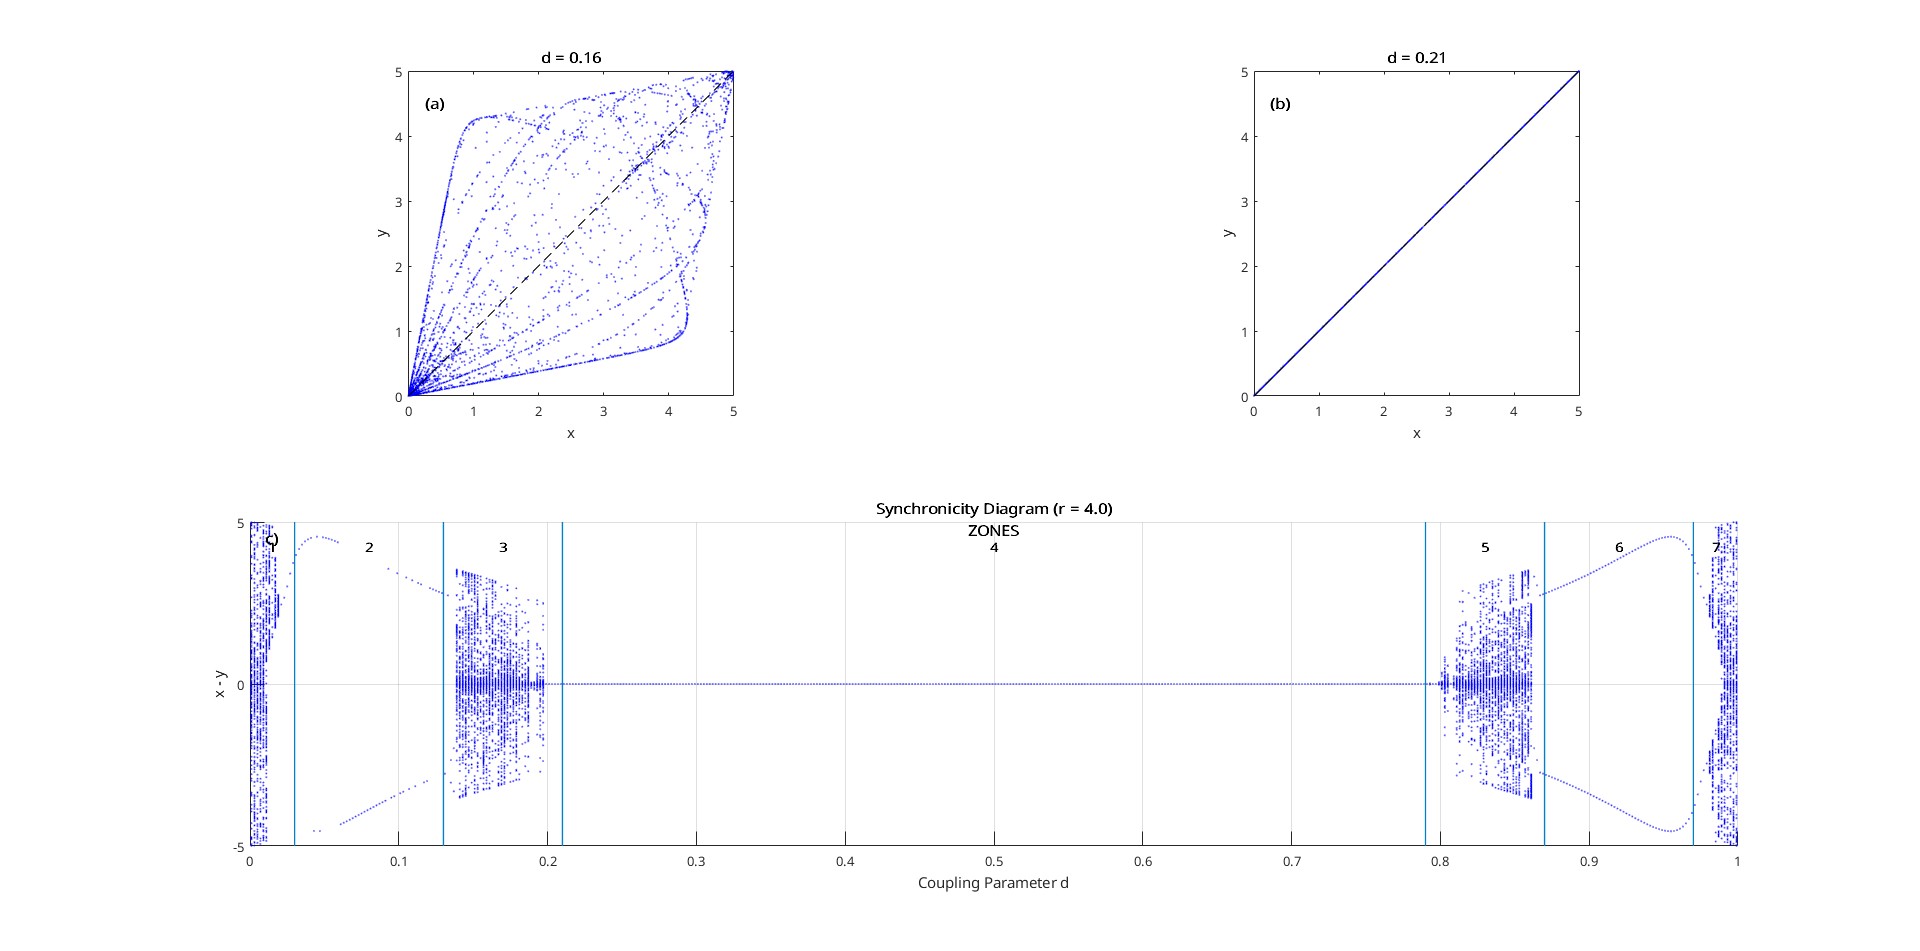 d = 0.16
(a)
5
4
3
2
1
0
y
0 1 2 3 4 5
x
d = 0.21
(b)
5
4
3
2
1
0
y
0 1 2 3 4 5
x
Synchronicity Diagram (r = 4.0)
ZONES
c)
1 2 3 4 5 6 7
5
0
-5
x - y
0 0.1 0.2 0.3 0.4 0.5 0.6 0.7 0.8 0.9 1
Coupling Parameter d